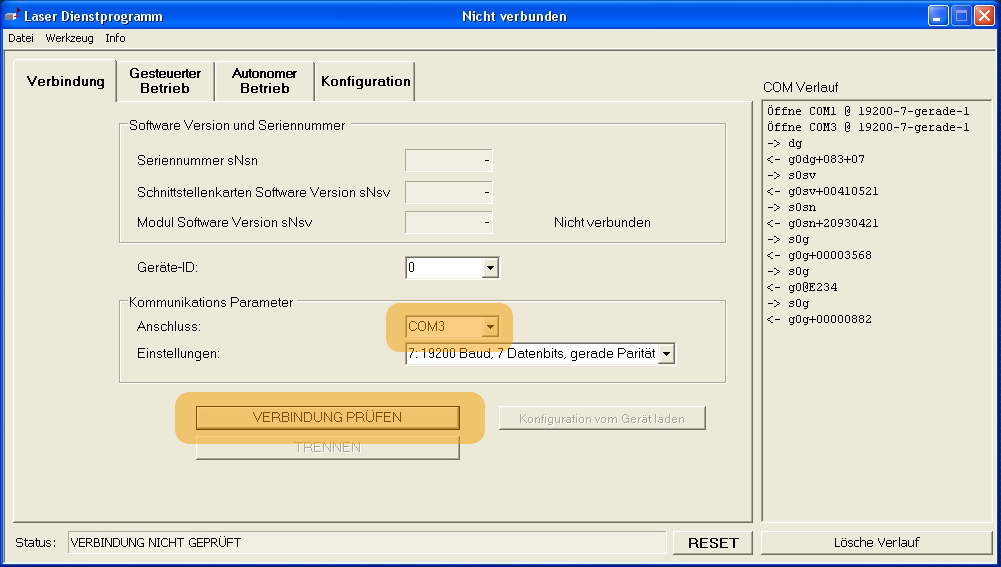 Laser Dienstprogramm
Nicht verbunden
Datei Werkzeug Info
Verbindung
Gesteuerter
Betrieb
Autonomer
Betrieb
Konfiguration
Software Version und Seriennummer
Seriennummer sNsn -
Schnittstellenkarten Software Version sNsv -
Modul Software Version sNsv - Nicht verbunden
Geräte-ID: 0
Kommunikations Parameter
Anschluss: COM3
Einstellungen: 7: 19200 Baud, 7 Datenbits, gerade Parität
VERBINDUNG PRÜFEN
Konfiguration vom Gerät laden
TRENNEN
COM Verlauf
Öffne COM1 @ 19200-7-gerade-1
Öffne COM3 @ 19200-7-gerade-1
-> dg
<- g0dg+083+07
-> s0sv
<- g0sv+00410521
-> s0sn
<- g0sn+20930421
-> s0g
<- g0g+00003568
-> s0g
<- g0@E234
-> s0g
<- g0g+00000882
Status: VERBINDUNG NICHT GEPRÜFT
RESET
Lösche Verlauf